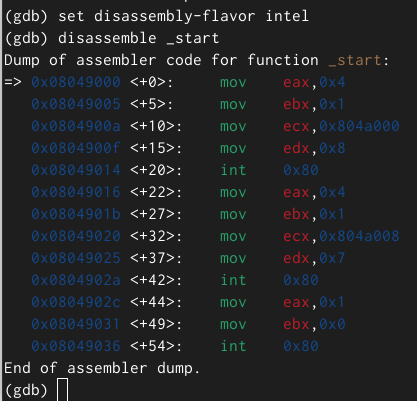 (gdb) set disassembly-flavor intel
(gdb) disassemble _start
Dump of assembler code for function _start:
=> 0x08049000 <+0>:     mov    eax,0x4
   0x08049005 <+5>:     mov    ebx,0x1
   0x0804900a <+10>:    mov    ecx,0x804a000
   0x0804900f <+15>:    mov    edx,0x8
   0x08049014 <+20>:    int    0x80
   0x08049016 <+22>:    mov    eax,0x4
   0x0804901b <+27>:    mov    ebx,0x1
   0x08049020 <+32>:    mov    ecx,0x804a008
   0x08049025 <+37>:    mov    edx,0x7
   0x0804902a <+42>:    int    0x80
   0x0804902c <+44>:    mov    eax,0x1
   0x08049031 <+49>:    mov    ebx,0x0
   0x08049036 <+54>:    int    0x80
End of assembler dump.
(gdb)